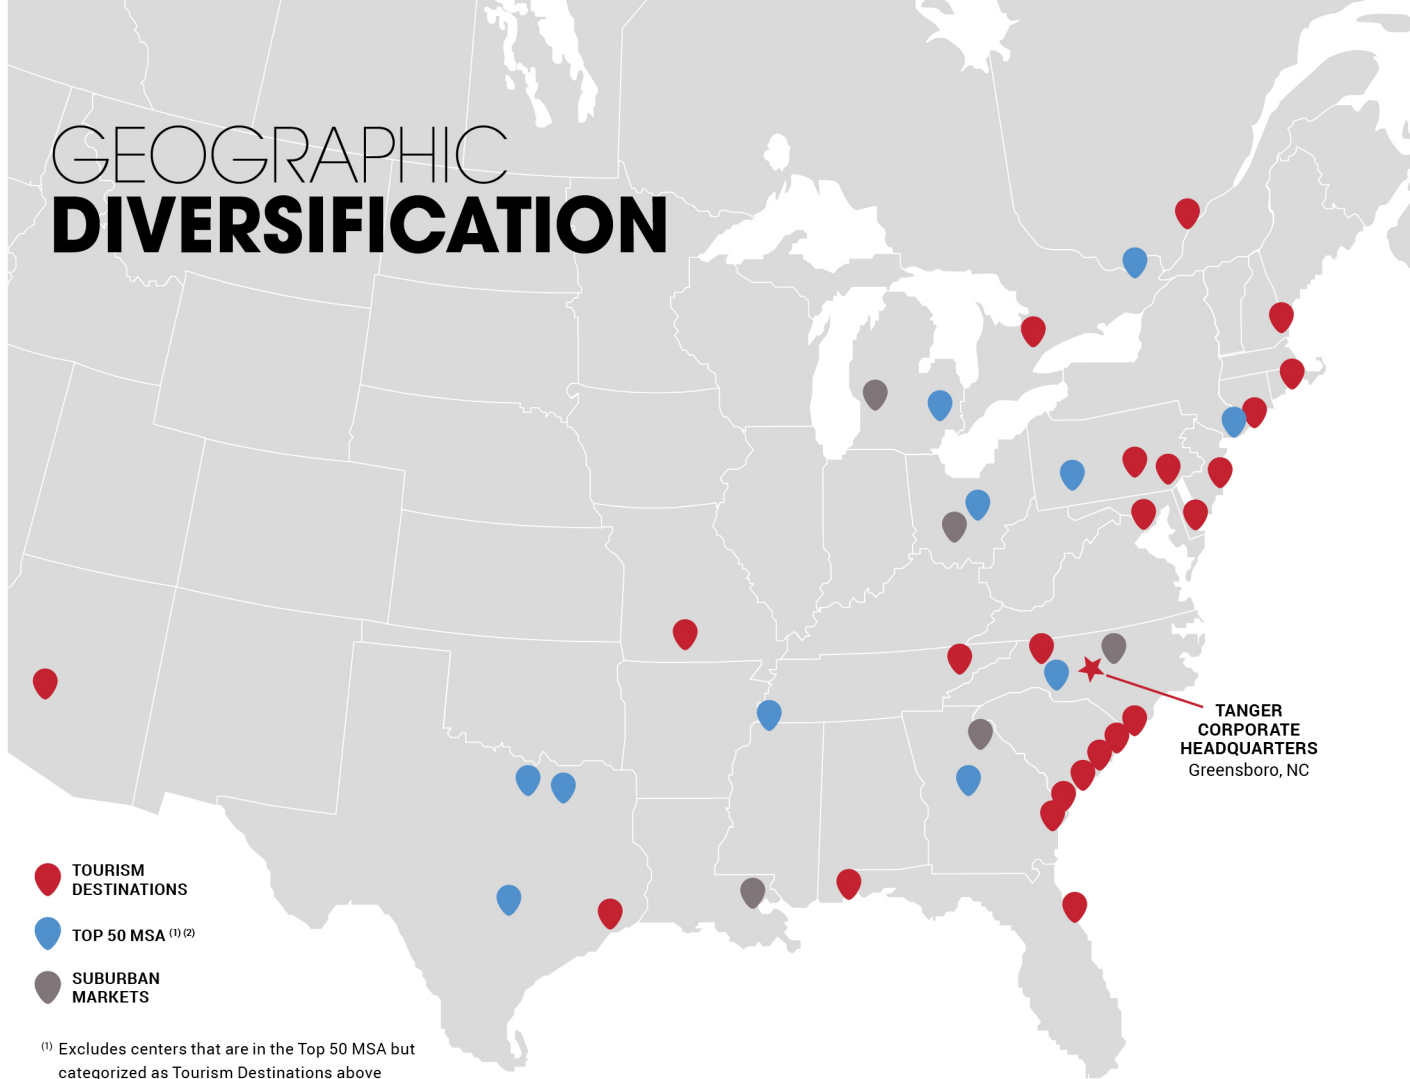 GEOGRAPHIC
DIVERSIFICATION
TANGER
CORPORATE
HEADQUARTERS
Greensboro, NC
TOURISM
DESTINATIONS
TOP 50 MSA (1) (2)
SUBURBAN
MARKETS
(1) Excludes centers that are in the Top 50 MSA but
categorized as Tourism Destinations above